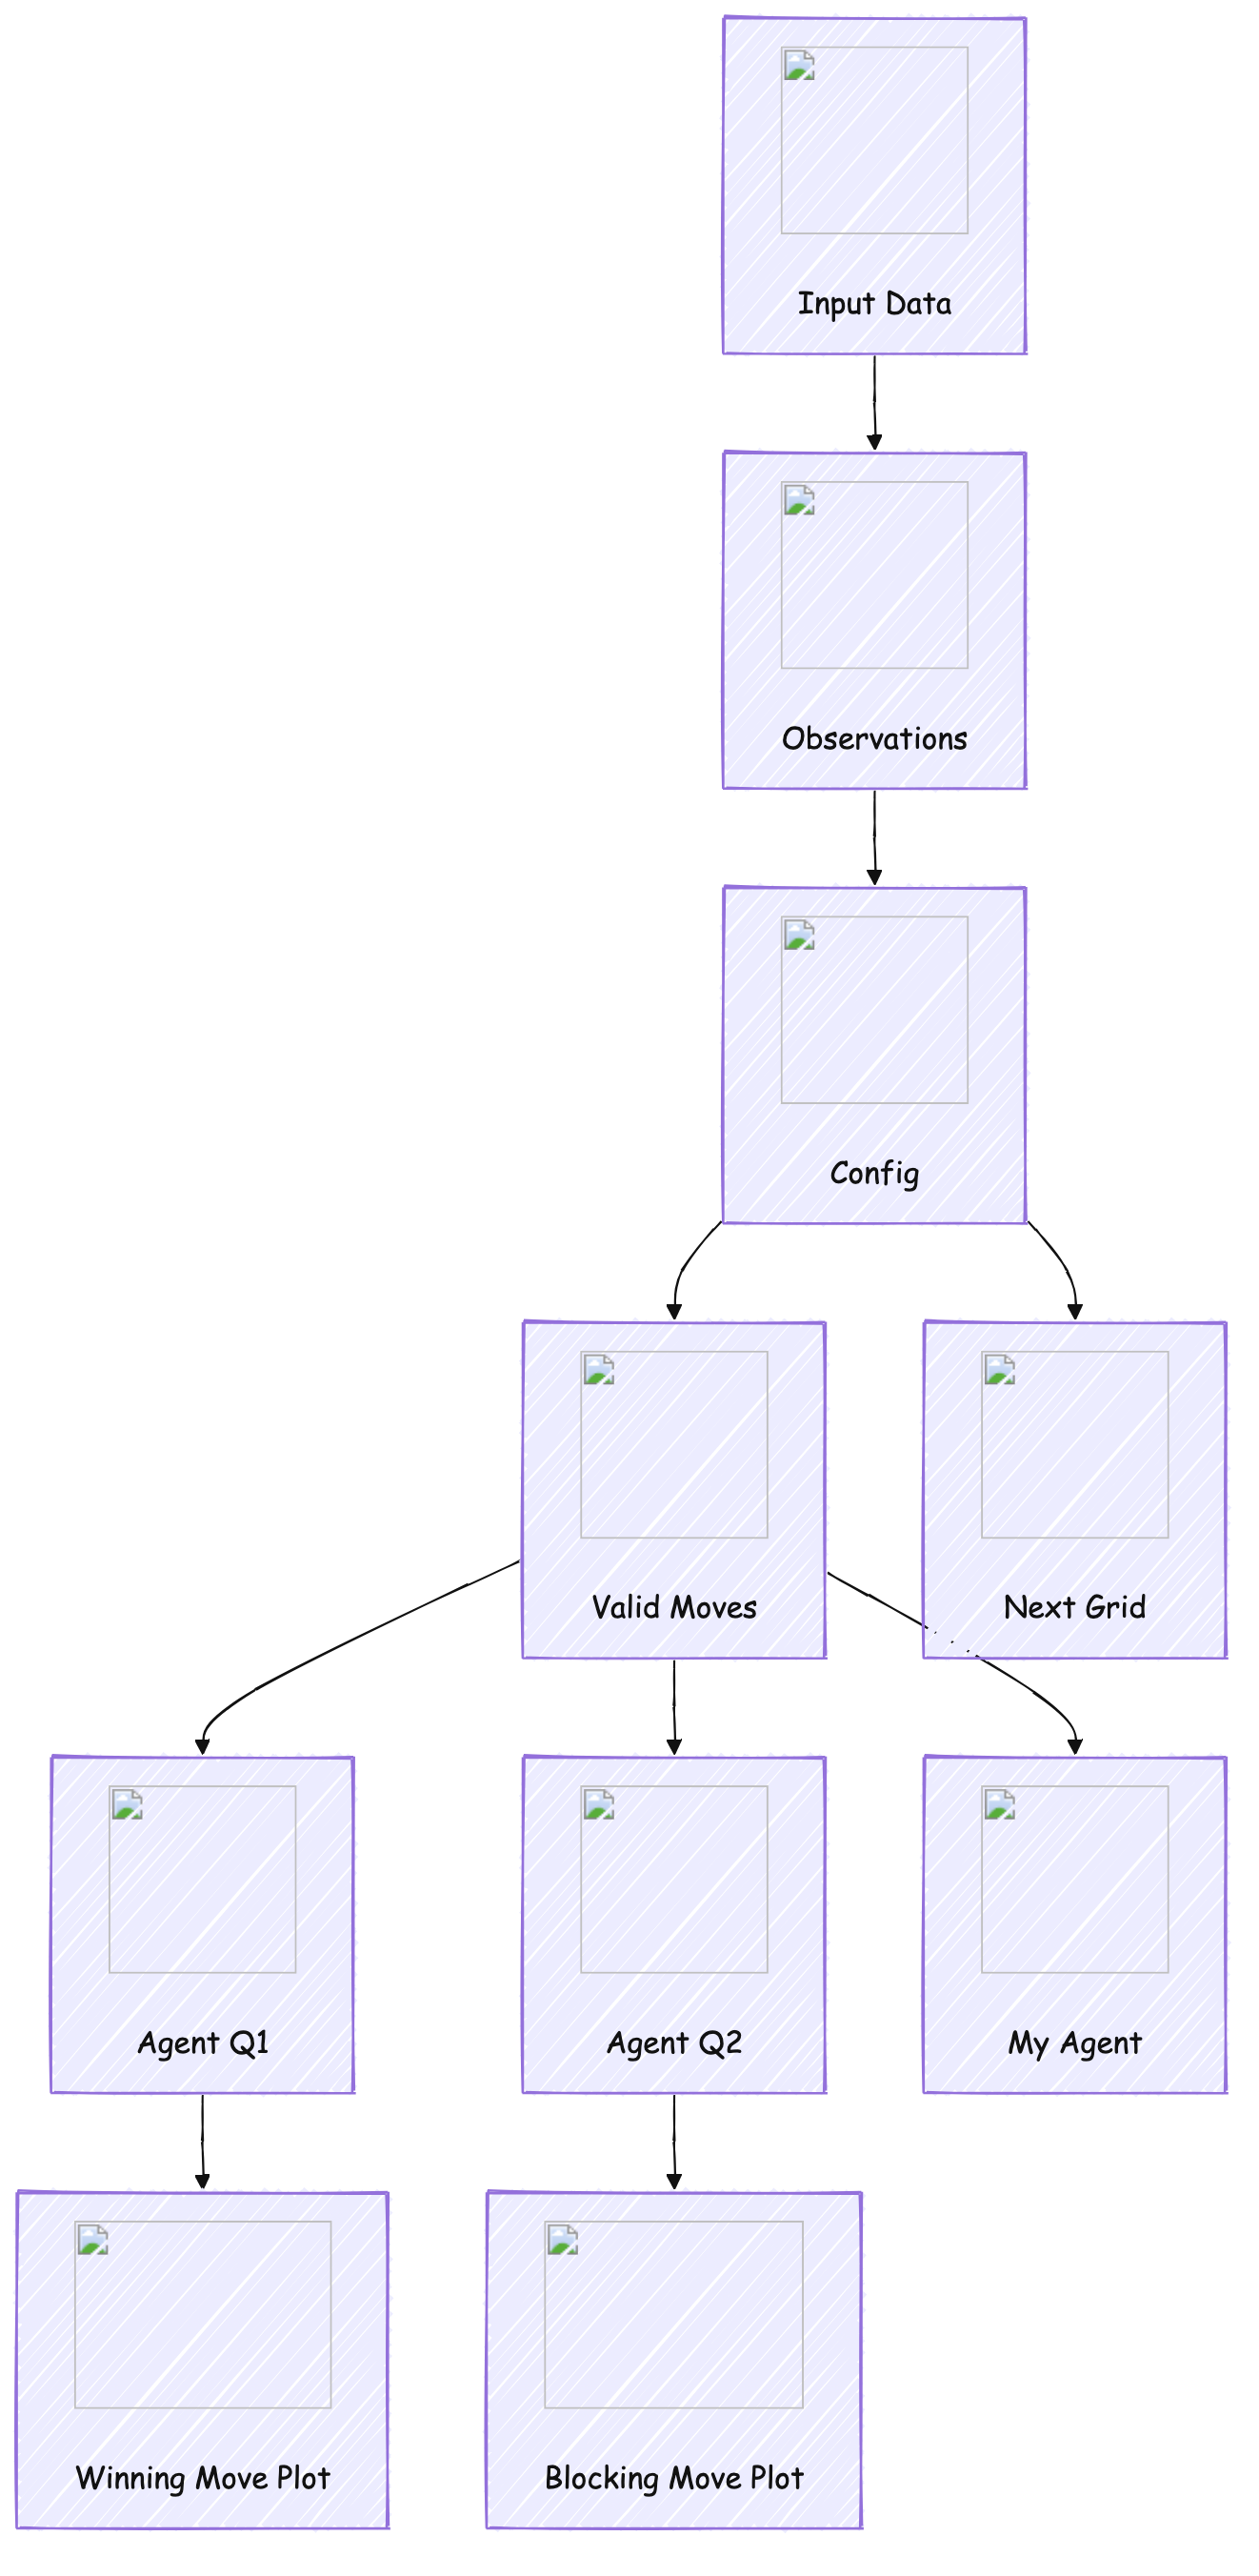 Input Data
Observations
Config
Valid Moves
Next Grid
Agent Q1
Agent Q2
My Agent
Winning Move Plot
Blocking Move Plot